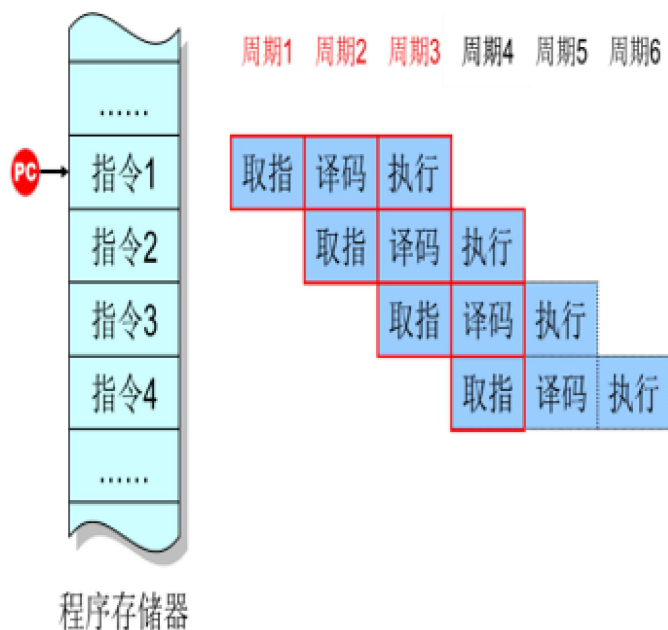 周期1 周期2 周期3 周期4 周期5 周期6
......
PC 指令1 取指 译码 执行
指令2 取指 译码 执行
指令3 取指 译码 执行
指令4 取指 译码 执行
......
程序存储器